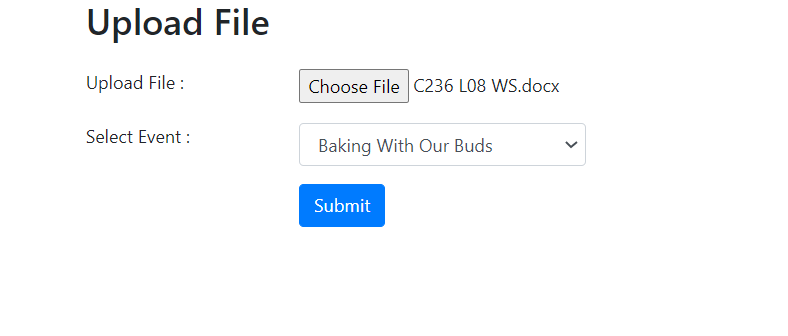 Upload File
Upload File : Choose File C236 L08 WS.docx
Select Event : Baking With Our Buds
Submit